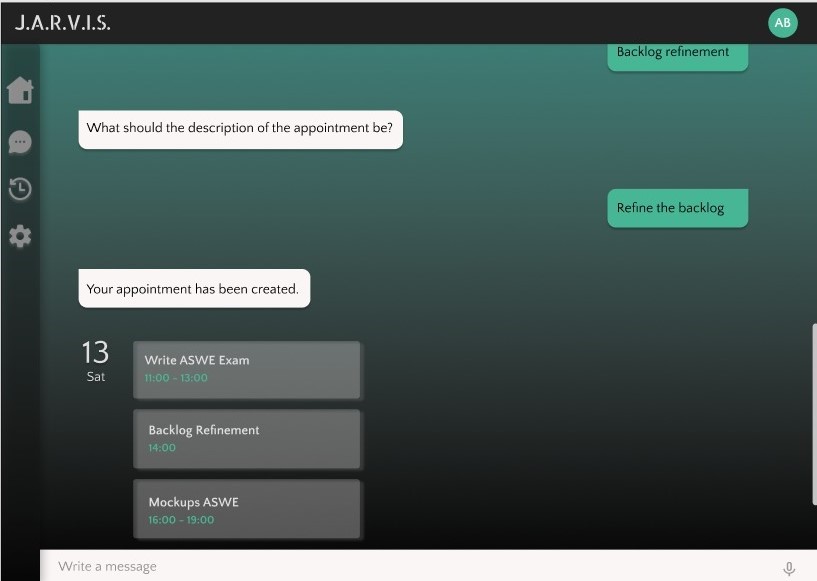 J.A.R.V.I.S.
AB
Backlog refinement
What should the description of the appointment be?
Refine the backlog
Your appointment has been created.
13
Sat
Write ASWE Exam
11:00 - 13:00
Backlog Refinement
14:00
Mockups ASWE
16:00 - 19:00
Write a message